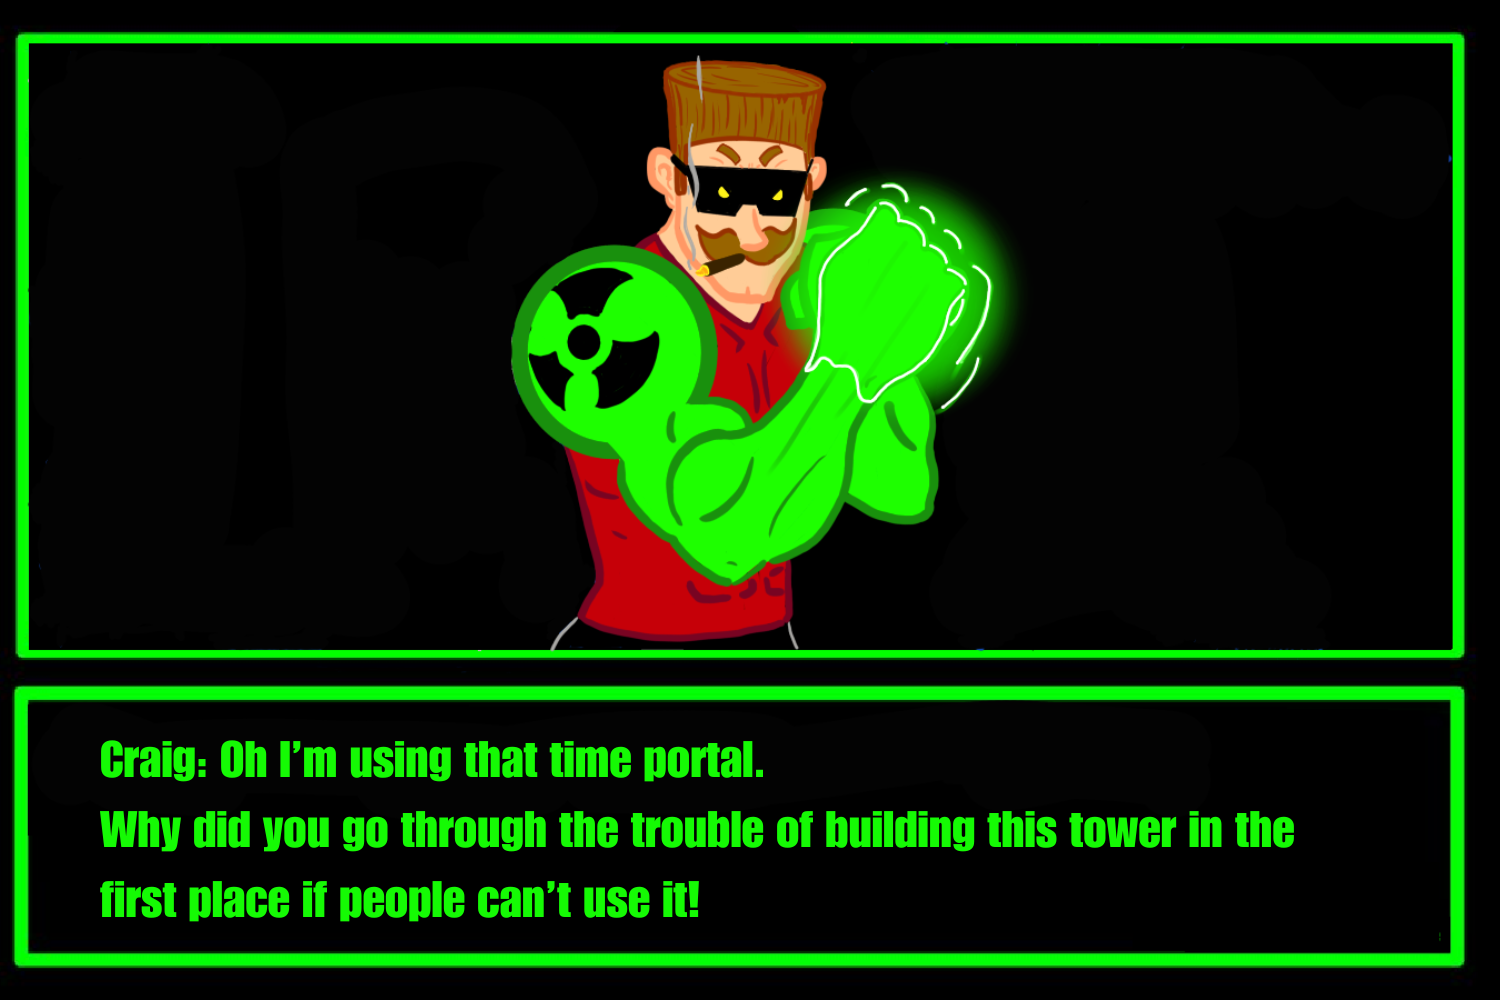 Craig: Oh I’m using that time portal.
Why did you go through the trouble of building this tower in the
first place if people can’t use it!